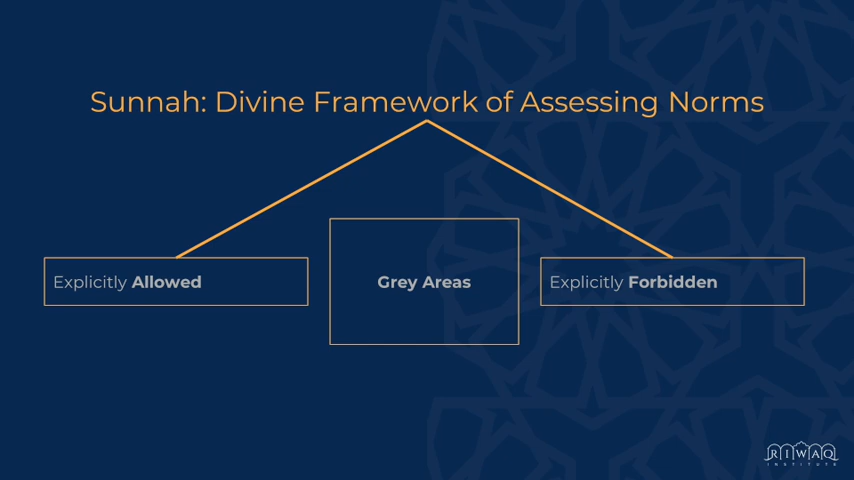 Sunnah: Divine Framework of Assessing Norms
Explicitly Allowed
Grey Areas
Explicitly Forbidden
RIWAQ
INSTITUTE